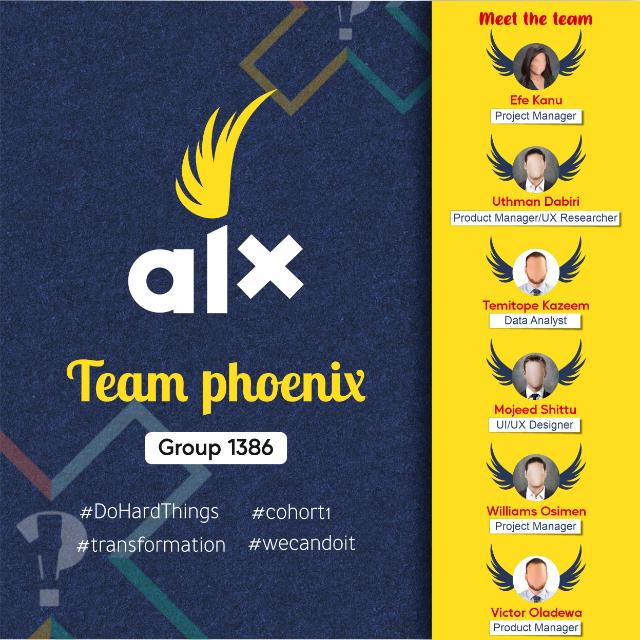 alx
Team phoenix
Group 1386
#DoHardThings #cohort1
#transformation #wecandoit
Meet the team
Efe Kanu
Project Manager
Uthman Dabiri
Product Manager/UX Researcher
Temitope Kazeem
Data Analyst
Mojeed Shittu
UI/UX Designer
Williams Osimen
Project Manager
Victor Oladewa
Product Manager